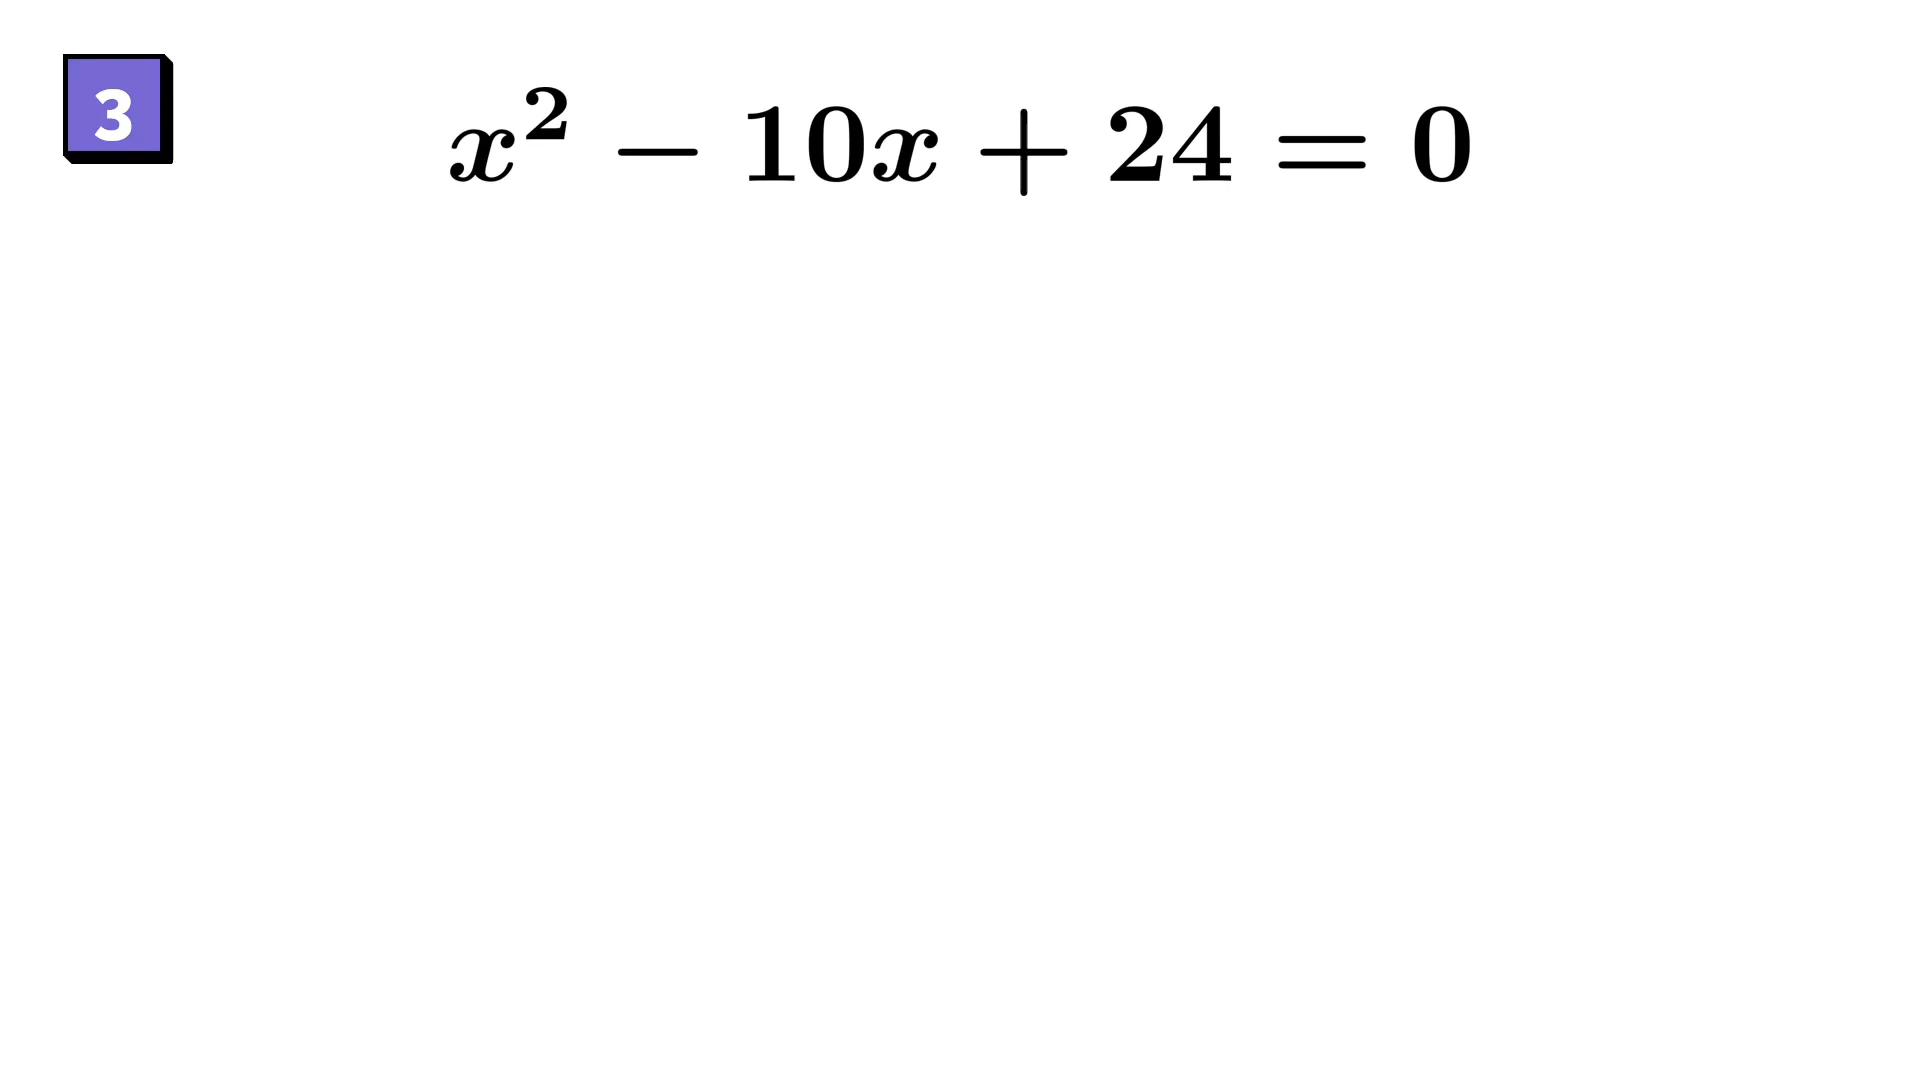 3
x² − 10x + 24 = 0